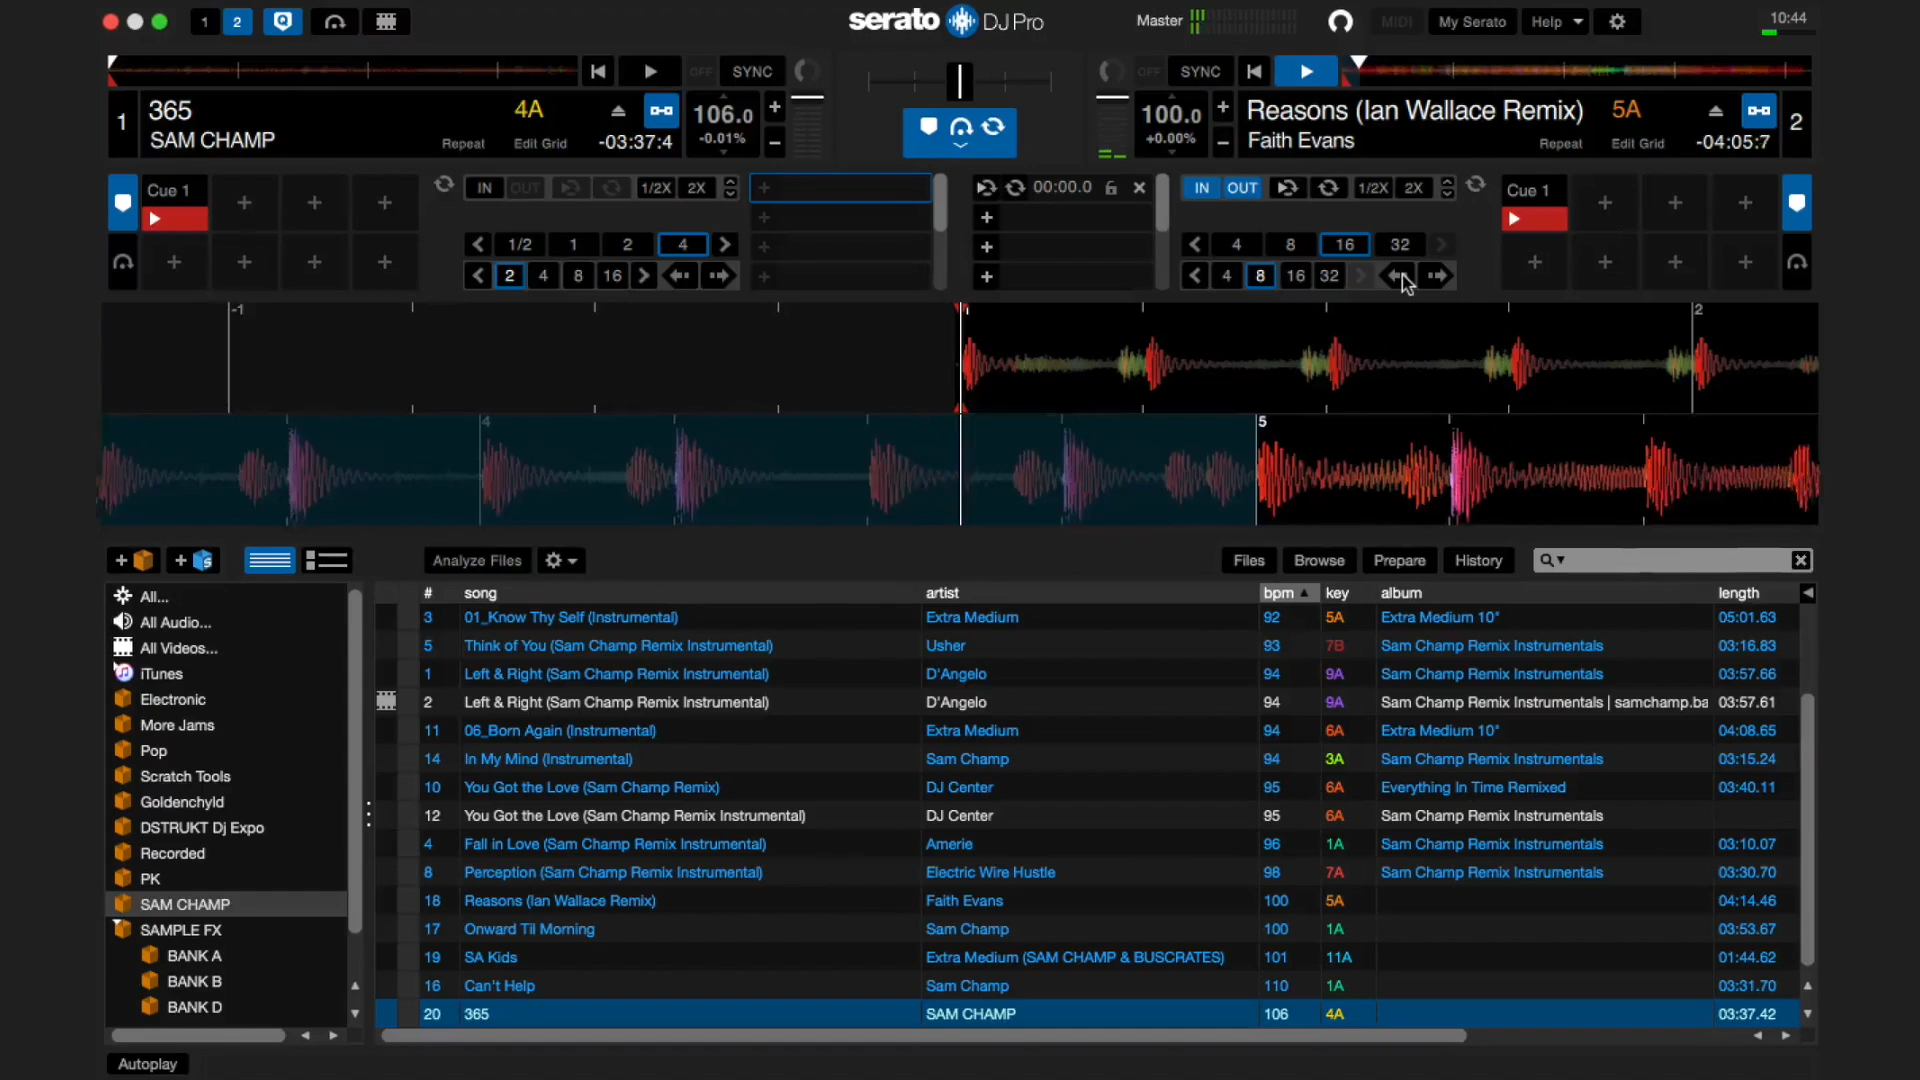 1 2 serato DJ Pro Master MIDI My Serato Help 10:44
OFF SYNC OFF SYNC
1 365 4A 106.0 100.0 Reasons (Ian Wallace Remix) 5A 2
SAM CHAMP Repeat Edit Grid -03:37:4 -0.01% +0.00% Faith Evans Repeat Edit Grid -04:05:7
Cue 1 IN OUT 1/2X 2X 00:00.0 IN OUT 1/2X 2X Cue 1
1/2 1 2 4 4 8 16 32
2 4 8 16 4 8 16 32
-1 1 2
4 5
Analyze Files Files Browse Prepare History
# song artist bpm key album length
All...
All Audio...
All Videos...
iTunes
Electronic
More Jams
Pop
Scratch Tools
Goldenchyld
DSTRUKT Dj Expo
Recorded
PK
SAM CHAMP
SAMPLE FX
BANK A
BANK B
BANK D
3 01_Know Thy Self (Instrumental) Extra Medium 92 5A Extra Medium 10" 05:01.63
5 Think of You (Sam Champ Remix Instrumental) Usher 93 7B Sam Champ Remix Instrumentals 03:16.83
1 Left & Right (Sam Champ Remix Instrumental) D'Angelo 94 9A Sam Champ Remix Instrumentals 03:57.66
2 Left & Right (Sam Champ Remix Instrumental) D'Angelo 94 9A Sam Champ Remix Instrumentals | samchamp.ba 03:57.61
11 06_Born Again (Instrumental) Extra Medium 94 6A Extra Medium 10" 04:08.65
14 In My Mind (Instrumental) Sam Champ 94 3A Sam Champ Remix Instrumentals 03:15.24
10 You Got the Love (Sam Champ Remix) DJ Center 95 6A Everything In Time Remixed 03:40.11
12 You Got the Love (Sam Champ Remix Instrumental) DJ Center 95 6A Sam Champ Remix Instrumentals
4 Fall in Love (Sam Champ Remix Instrumental) Amerie 96 1A Sam Champ Remix Instrumentals 03:10.07
8 Perception (Sam Champ Remix Instrumental) Electric Wire Hustle 98 7A Sam Champ Remix Instrumentals 03:30.70
18 Reasons (Ian Wallace Remix) Faith Evans 100 5A 04:14.46
17 Onward Til Morning Sam Champ 100 1A 03:53.67
19 SA Kids Extra Medium (SAM CHAMP & BUSCRATES) 101 11A 01:44.62
16 Can't Help Sam Champ 110 1A 03:31.70
20 365 SAM CHAMP 106 4A 03:37.42
Autoplay